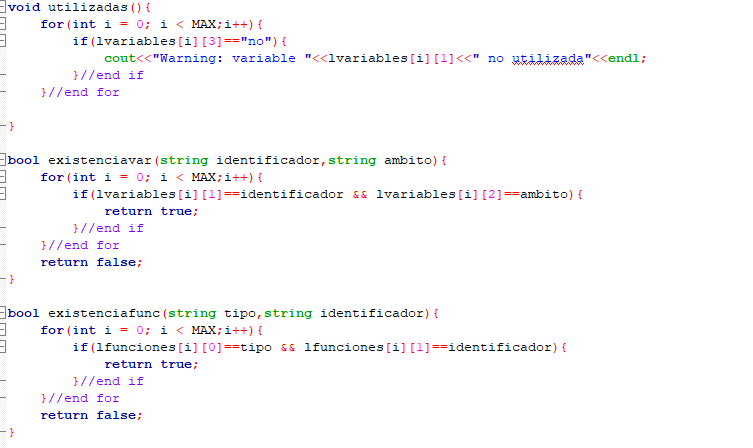 void utilizadas(){
for(int i = 0; i < MAX;i++){
if(lvariables[i][3]=="no"){
cout<<"Warning: variable "<<lvariables[i][1]<<" no utilizada"<<endl;
}//end if
}//end for
}
bool existenciavar(string identificador,string ambito){
for(int i = 0; i < MAX;i++){
if(lvariables[i][1]==identificador && lvariables[i][2]==ambito){
return true;
}//end if
}//end for
return false;
}
bool existenciafunc(string tipo,string identificador){
for(int i = 0; i < MAX;i++){
if(lfunciones[i][0]==tipo && lfunciones[i][1]==identificador){
return true;
}//end if
}//end for
return false;
}